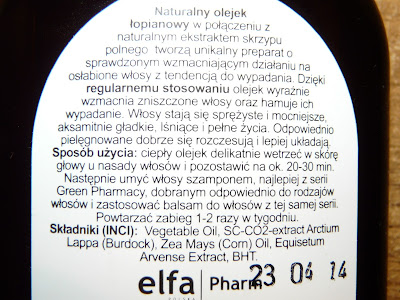 Naturalny olejek
łopianowy w połączeniu z
naturalnym ekstraktem skrzypu
polnego tworzą unikalny preparat o
sprawdzonym wzmacniającym działaniu na
osłabione włosy z tendencją do wypadania. Dzięki
regularnemu stosowaniu olejek wyraźnie
wzmacnia zniszczone włosy oraz hamuje ich
wypadanie. Włosy stają się sprężyste i mocniejsze,
aksamitnie gładkie, lśniące i pełne życia. Odpowiednio
pielęgnowane dobrze się rozczesują i lepiej układają.
Sposób użycia: ciepły olejek delikatnie wetrzeć w skórę
głowy u nasady włosów i pozostawić na ok. 20-30 min.
Następnie umyć włosy szamponem, najlepiej z serii
Green Pharmacy, dobranym odpowiednio do rodzajów
włosów i zastosować balsam do włosów z tej samej serii.
Powtarzać zabieg 1-2 razy w tygodniu.
Składniki (INCI): Vegetable Oil, SC-CO2-extract Arctium
Lappa (Burdock), Zea Mays (Corn) Oil, Equisetum
Arvense Extract, BHT.
elfa Pharm 23 04 14